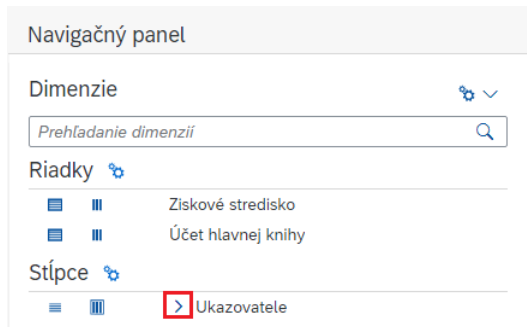 Navigačný panel
Dimenzie
Prehľadanie dimenzií
Riadky
Ziskové stredisko
Účet hlavnej knihy
Stĺpce
Ukazovatele